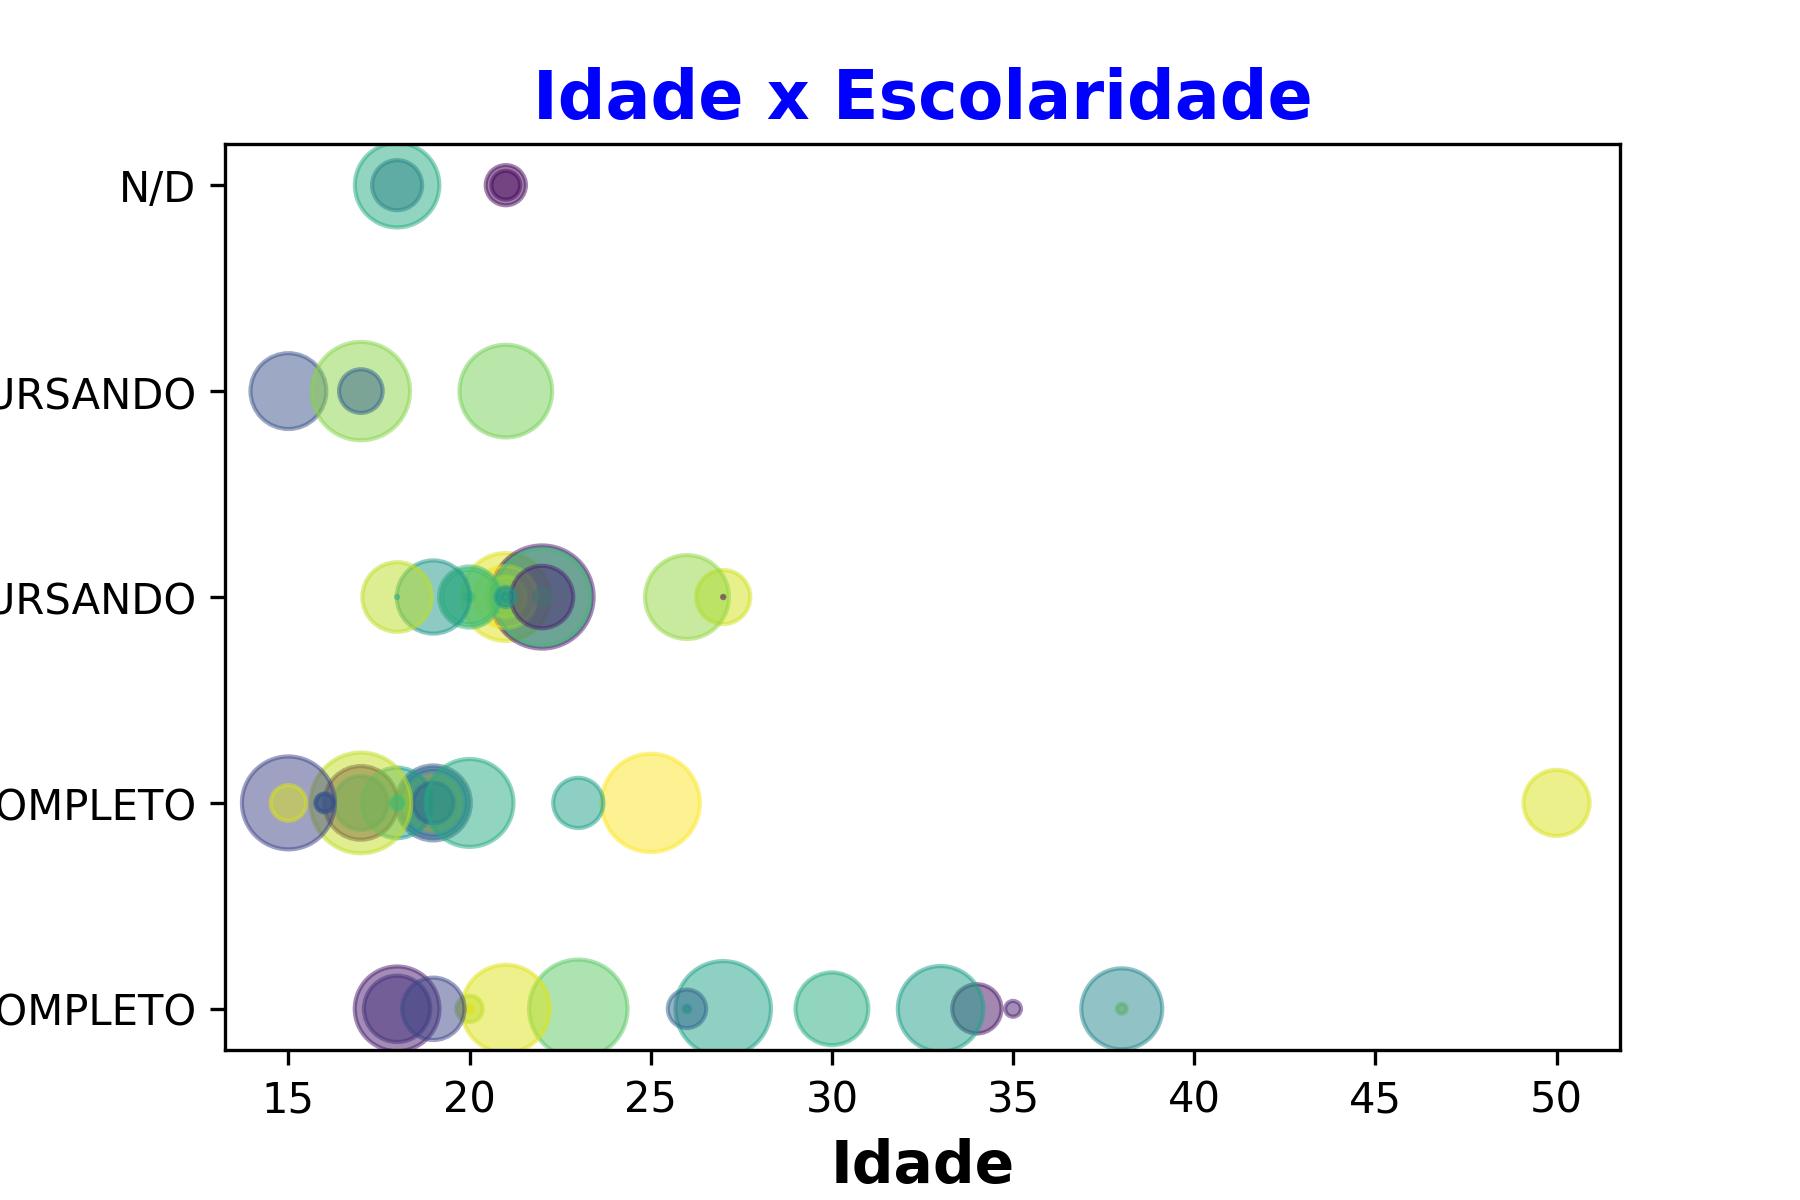 Idade x Escolaridade
N/D
URSANDO
URSANDO
OMPLETO
OMPLETO
15 20 25 30 35 40 45 50
Idade